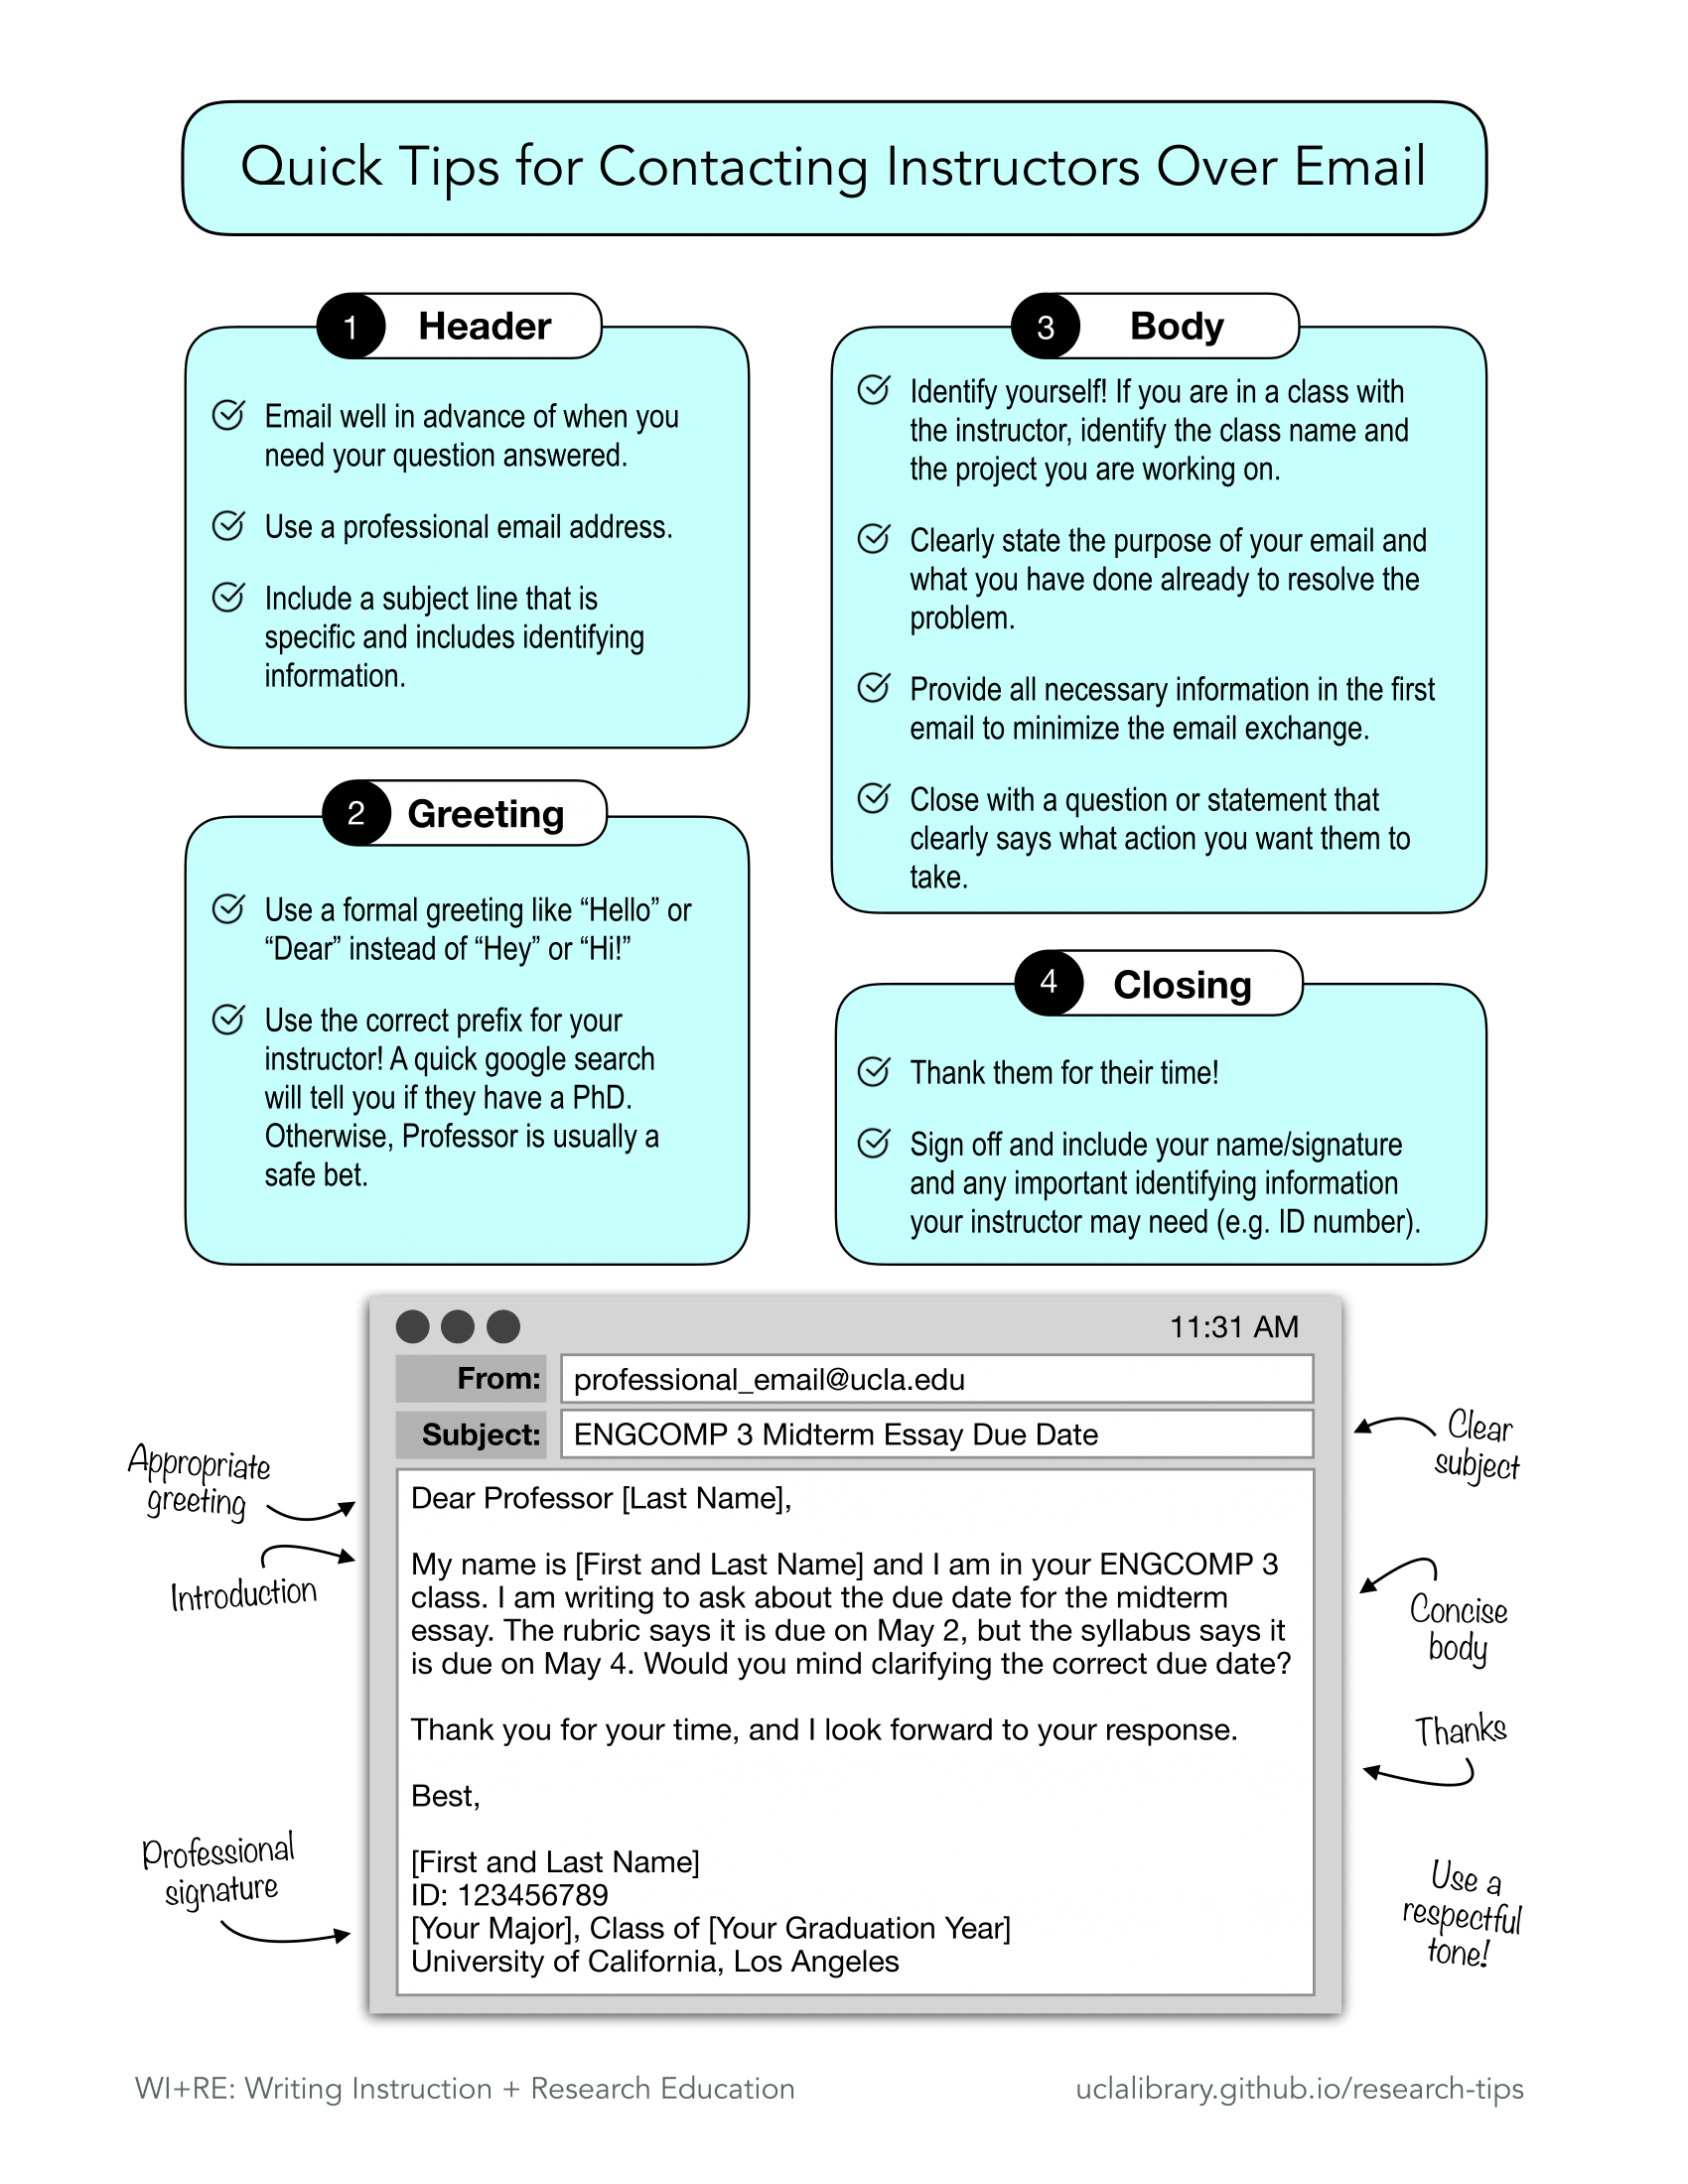 Quick Tips for Contacting Instructors Over Email
1 Header
Email well in advance of when you
need your question answered.
Use a professional email address.
Include a subject line that is
specific and includes identifying
information.
2 Greeting
Use a formal greeting like “Hello” or
“Dear” instead of “Hey” or “Hi!”
Use the correct prefix for your
instructor! A quick google search
will tell you if they have a PhD.
Otherwise, Professor is usually a
safe bet.
3 Body
Identify yourself! If you are in a class with
the instructor, identify the class name and
the project you are working on.
Clearly state the purpose of your email and
what you have done already to resolve the
problem.
Provide all necessary information in the first
email to minimize the email exchange.
Close with a question or statement that
clearly says what action you want them to
take.
4 Closing
Thank them for their time!
Sign off and include your name/signature
and any important identifying information
your instructor may need (e.g. ID number).
11:31 AM
From: professional_email@ucla.edu
Subject: ENGCOMP 3 Midterm Essay Due Date
Dear Professor [Last Name],
My name is [First and Last Name] and I am in your ENGCOMP 3
class. I am writing to ask about the due date for the midterm
essay. The rubric says it is due on May 2, but the syllabus says it
is due on May 4. Would you mind clarifying the correct due date?
Thank you for your time, and I look forward to your response.
Best,
[First and Last Name]
ID: 123456789
[Your Major], Class of [Your Graduation Year]
University of California, Los Angeles
Appropriate
greeting
Introduction
Professional
signature
Clear
subject
Concise
body
Thanks
Use a
respectful
tone!
WI+RE: Writing Instruction + Research Education
uclalibrary.github.io/research-tips